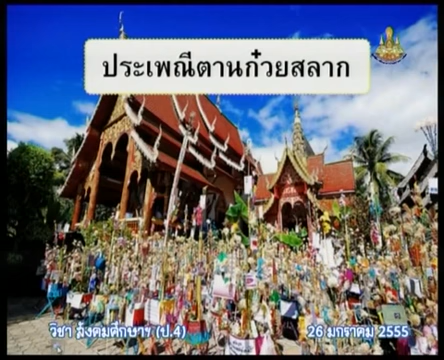 ประเพณีตานก๋วยสลาก
วิชา สังคมศึกษาฯ (ป.4)
26 มกราคม 2555